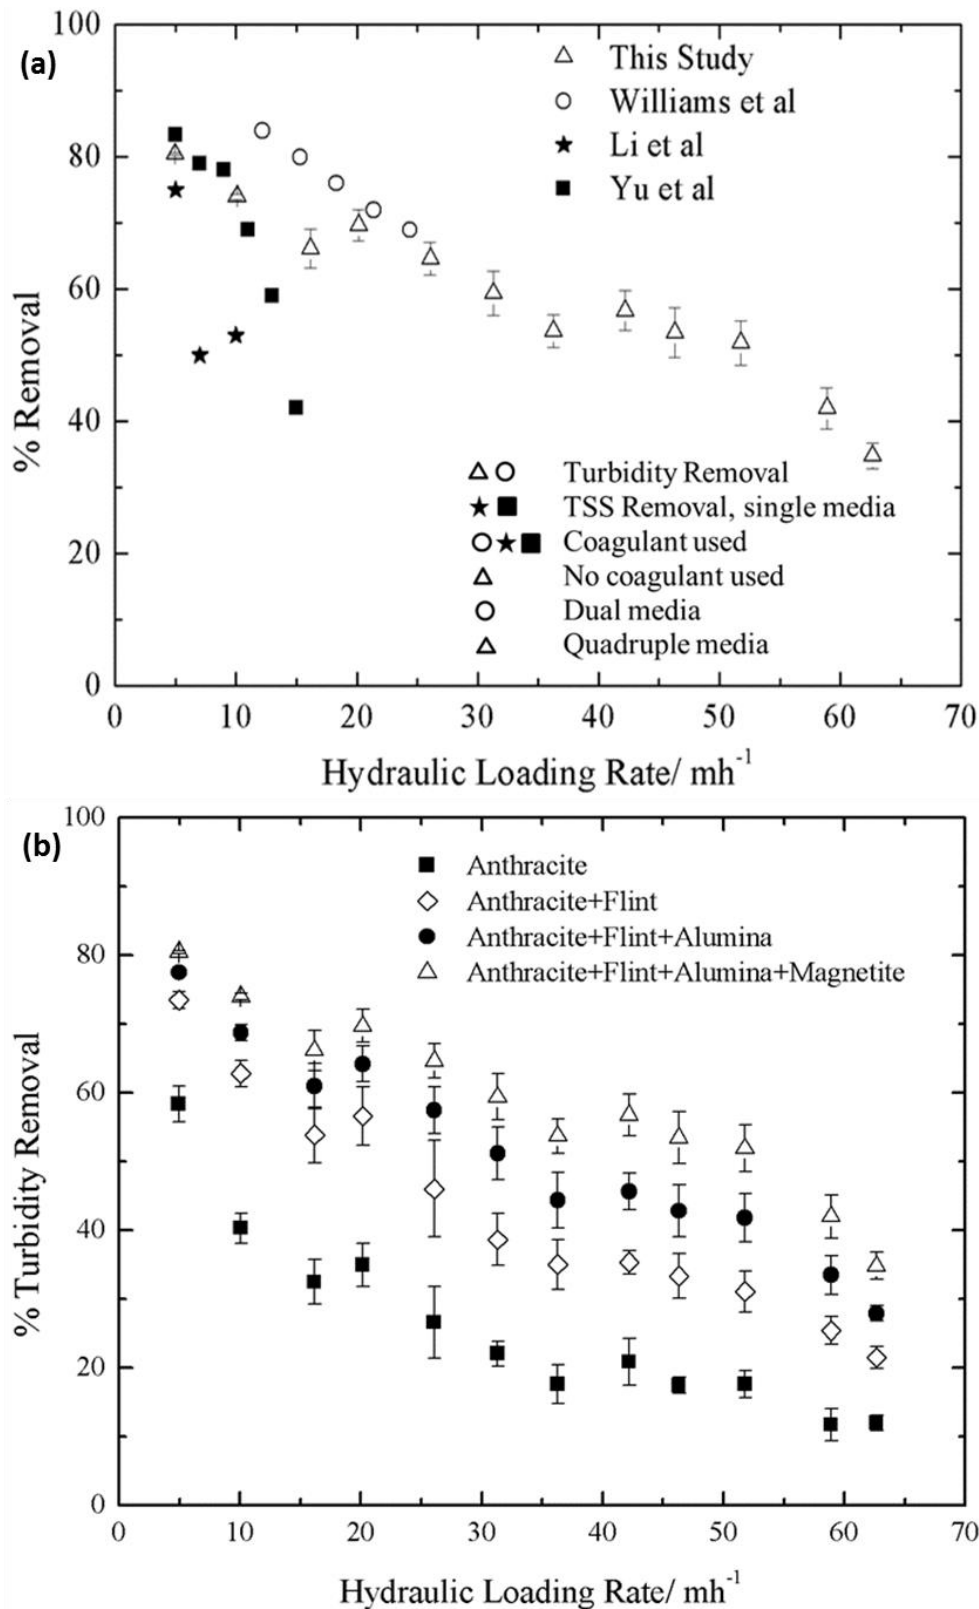 (a)
100
80
60
40
20
0
% Removal
This Study
Williams et al
Li et al
Yu et al
Turbidity Removal
TSS Removal, single media
Coagulant used
No coagulant used
Dual media
Quadruple media
0 10 20 30 40 50 60 70
Hydraulic Loading Rate/ mh⁻¹
(b)
100
80
60
40
20
0
% Turbidity Removal
Anthracite
Anthracite+Flint
Anthracite+Flint+Alumina
Anthracite+Flint+Alumina+Magnetite
0 10 20 30 40 50 60 70
Hydraulic Loading Rate/ mh⁻¹